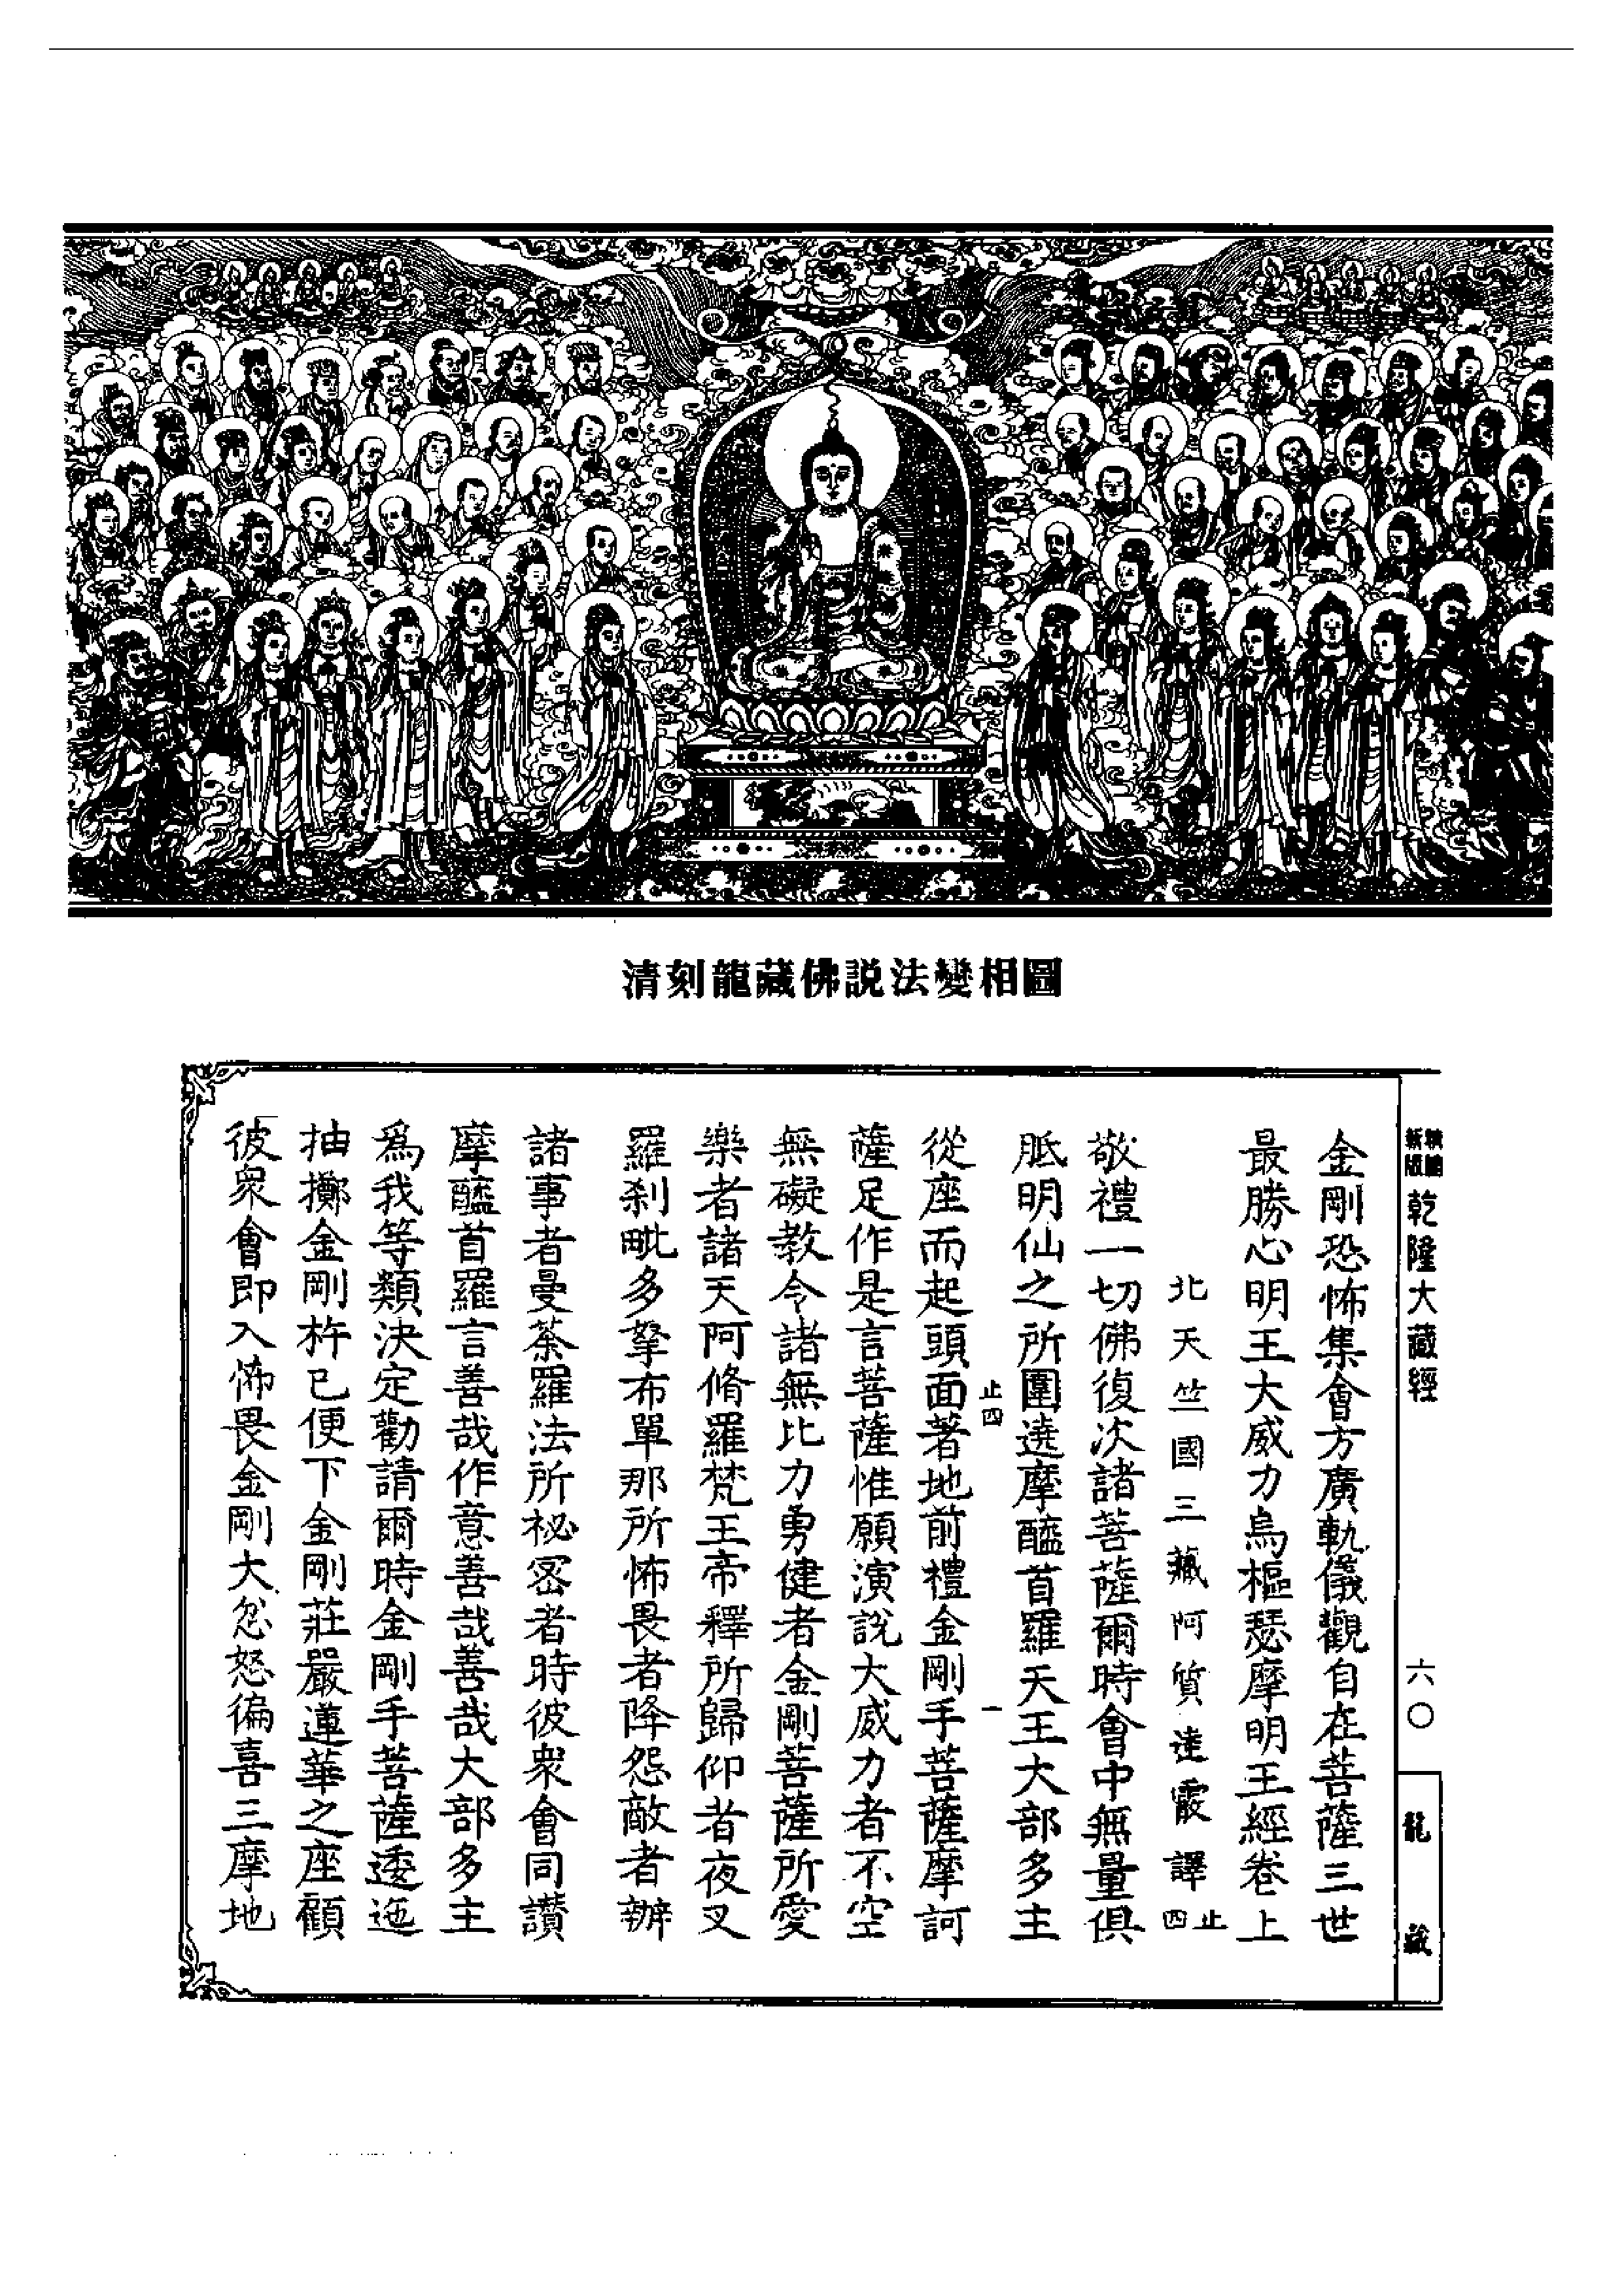 清刻龍藏佛説法變相圖
新版
乾隆大藏經
六〇
龍藏
金剛恐怖集會方廣軌儀觀自在菩薩三世
最勝心明王大威力烏樞瑟摩明王經卷上
北天竺國三藏阿質達霰譯 止四
敬禮一切佛復次諸菩薩爾時會中無量俱
胝明仙之所圍遶摩醯首羅天王大部多主
止四 一
從座而起頭面著地前禮金剛手菩薩摩訶
薩足作是言菩薩惟願演說大威力者不空
無礙教令諸無比力勇健者金剛菩薩所愛
樂者諸天阿脩羅梵王帝釋所歸仰者夜叉
羅刹毗多拏布單那所怖畏者降怨敵者辦
諸事者曼荼羅法所祕密者時彼衆會同讚
摩醯首羅言善哉作意善哉善哉大部多主
爲我等類決定勸請爾時金剛手菩薩逶迤
抽擲金剛杵已便下金剛莊嚴蓮華之座顧
彼衆會即入怖畏金剛大忿怒徧喜三摩地